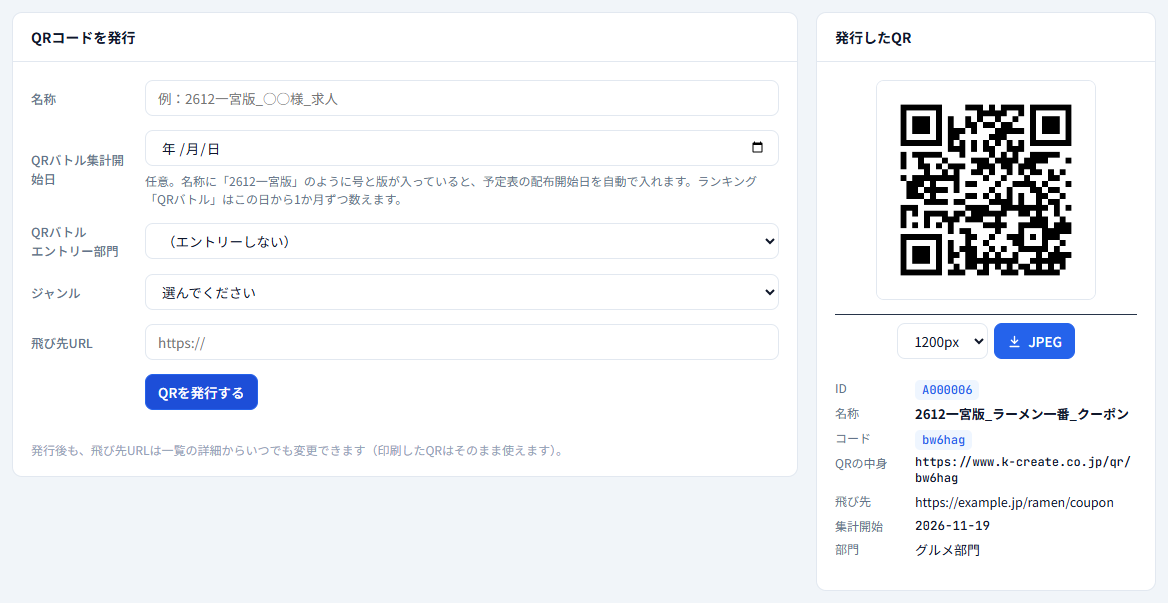 QRコードを発行
名称
例：2612一宮版_〇〇様_求人
QRバトル集計開
始日
年 /月/日
任意。名称に「2612一宮版」のように号と版が入っていると、予定表の配布開始日を自動で入れます。ランキング
「QRバトル」はこの日から1か月ずつ数えます。
QRバトル
エントリー部門
（エントリーしない）
ジャンル
選んでください
飛び先URL
https://
QRを発行する
発行後も、飛び先URLは一覧の詳細からいつでも変更できます（印刷したQRはそのまま使えます）。
発行したQR
1200px
JPEG
ID
A000006
名称
2612一宮版_ラーメン一番_クーポン
コード
bw6hag
QRの中身
https://www.k-create.co.jp/qr/
bw6hag
飛び先
https://example.jp/ramen/coupon
集計開始
2026-11-19
部門
グルメ部門